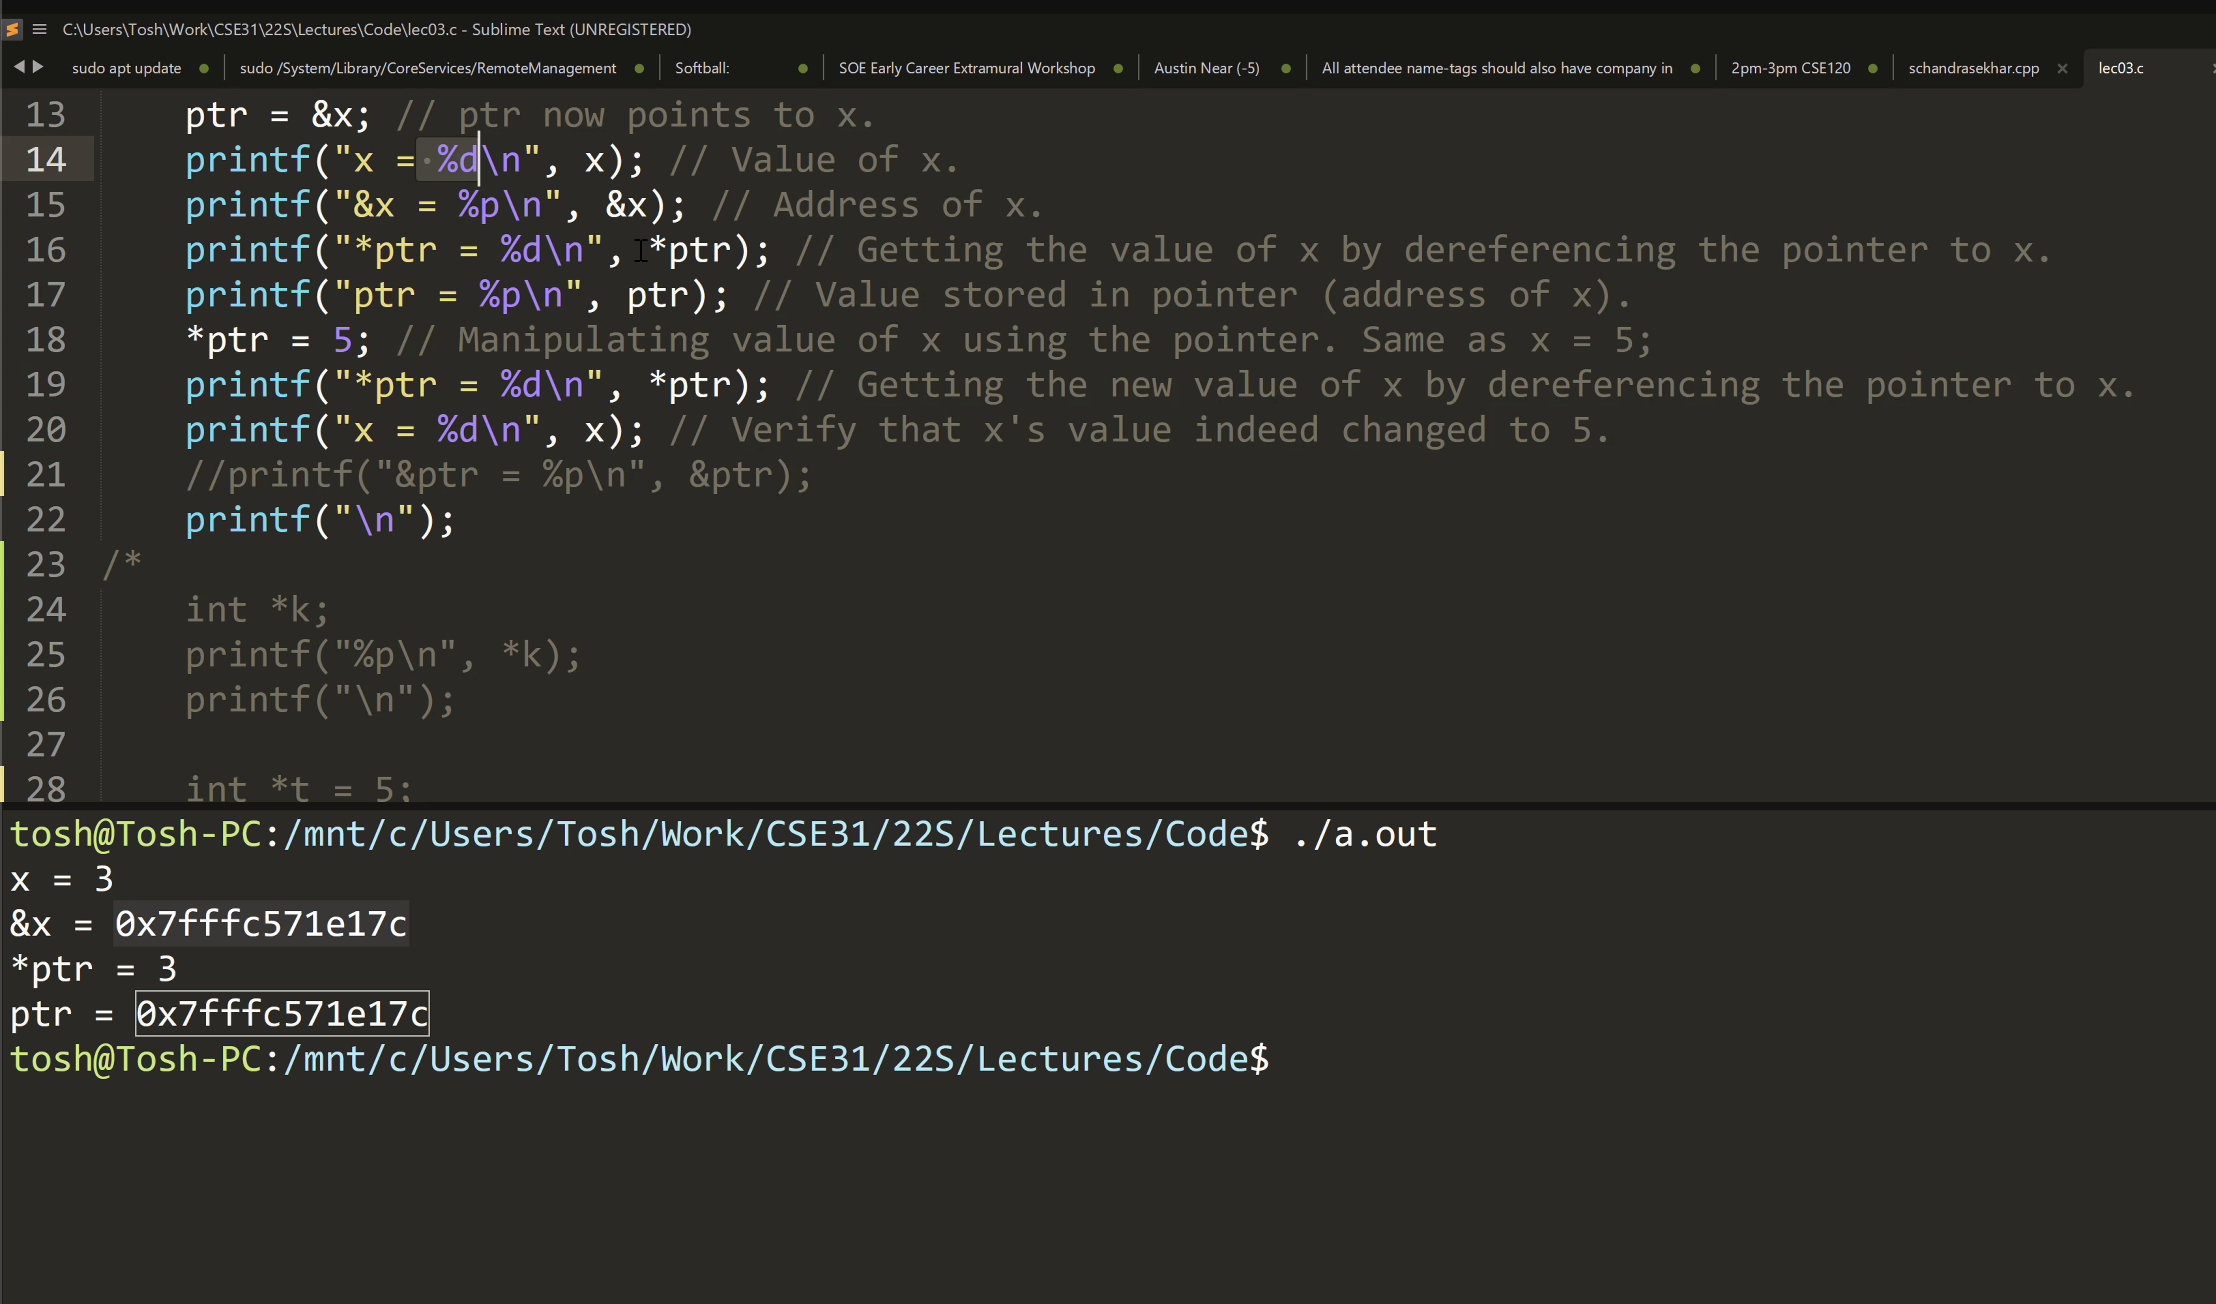 C:\Users\Tosh\Work\CSE31\22S\Lectures\Code\lec03.c - Sublime Text (UNREGISTERED)
sudo apt update sudo /System/Library/CoreServices/RemoteManagement Softball: SOE Early Career Extramural Workshop Austin Near (-5) All attendee name-tags should also have company in 2pm-3pm CSE120 schandrasekhar.cpp lec03.c
13 ptr = &x; // ptr now points to x.
14 printf("x = %d\n", x); // Value of x.
15 printf("&x = %p\n", &x); // Address of x.
16 printf("*ptr = %d\n", *ptr); // Getting the value of x by dereferencing the pointer to x.
17 printf("ptr = %p\n", ptr); // Value stored in pointer (address of x).
18 *ptr = 5; // Manipulating value of x using the pointer. Same as x = 5;
19 printf("*ptr = %d\n", *ptr); // Getting the new value of x by dereferencing the pointer to x.
20 printf("x = %d\n", x); // Verify that x's value indeed changed to 5.
21 //printf("&ptr = %p\n", &ptr);
22 printf("\n");
23 /*
24 int *k;
25 printf("%p\n", *k);
26 printf("\n");
27
28 int *t = 5;
tosh@Tosh-PC:/mnt/c/Users/Tosh/Work/CSE31/22S/Lectures/Code$ ./a.out
x = 3
&x = 0x7fffc571e17c
*ptr = 3
ptr = 0x7fffc571e17c
tosh@Tosh-PC:/mnt/c/Users/Tosh/Work/CSE31/22S/Lectures/Code$